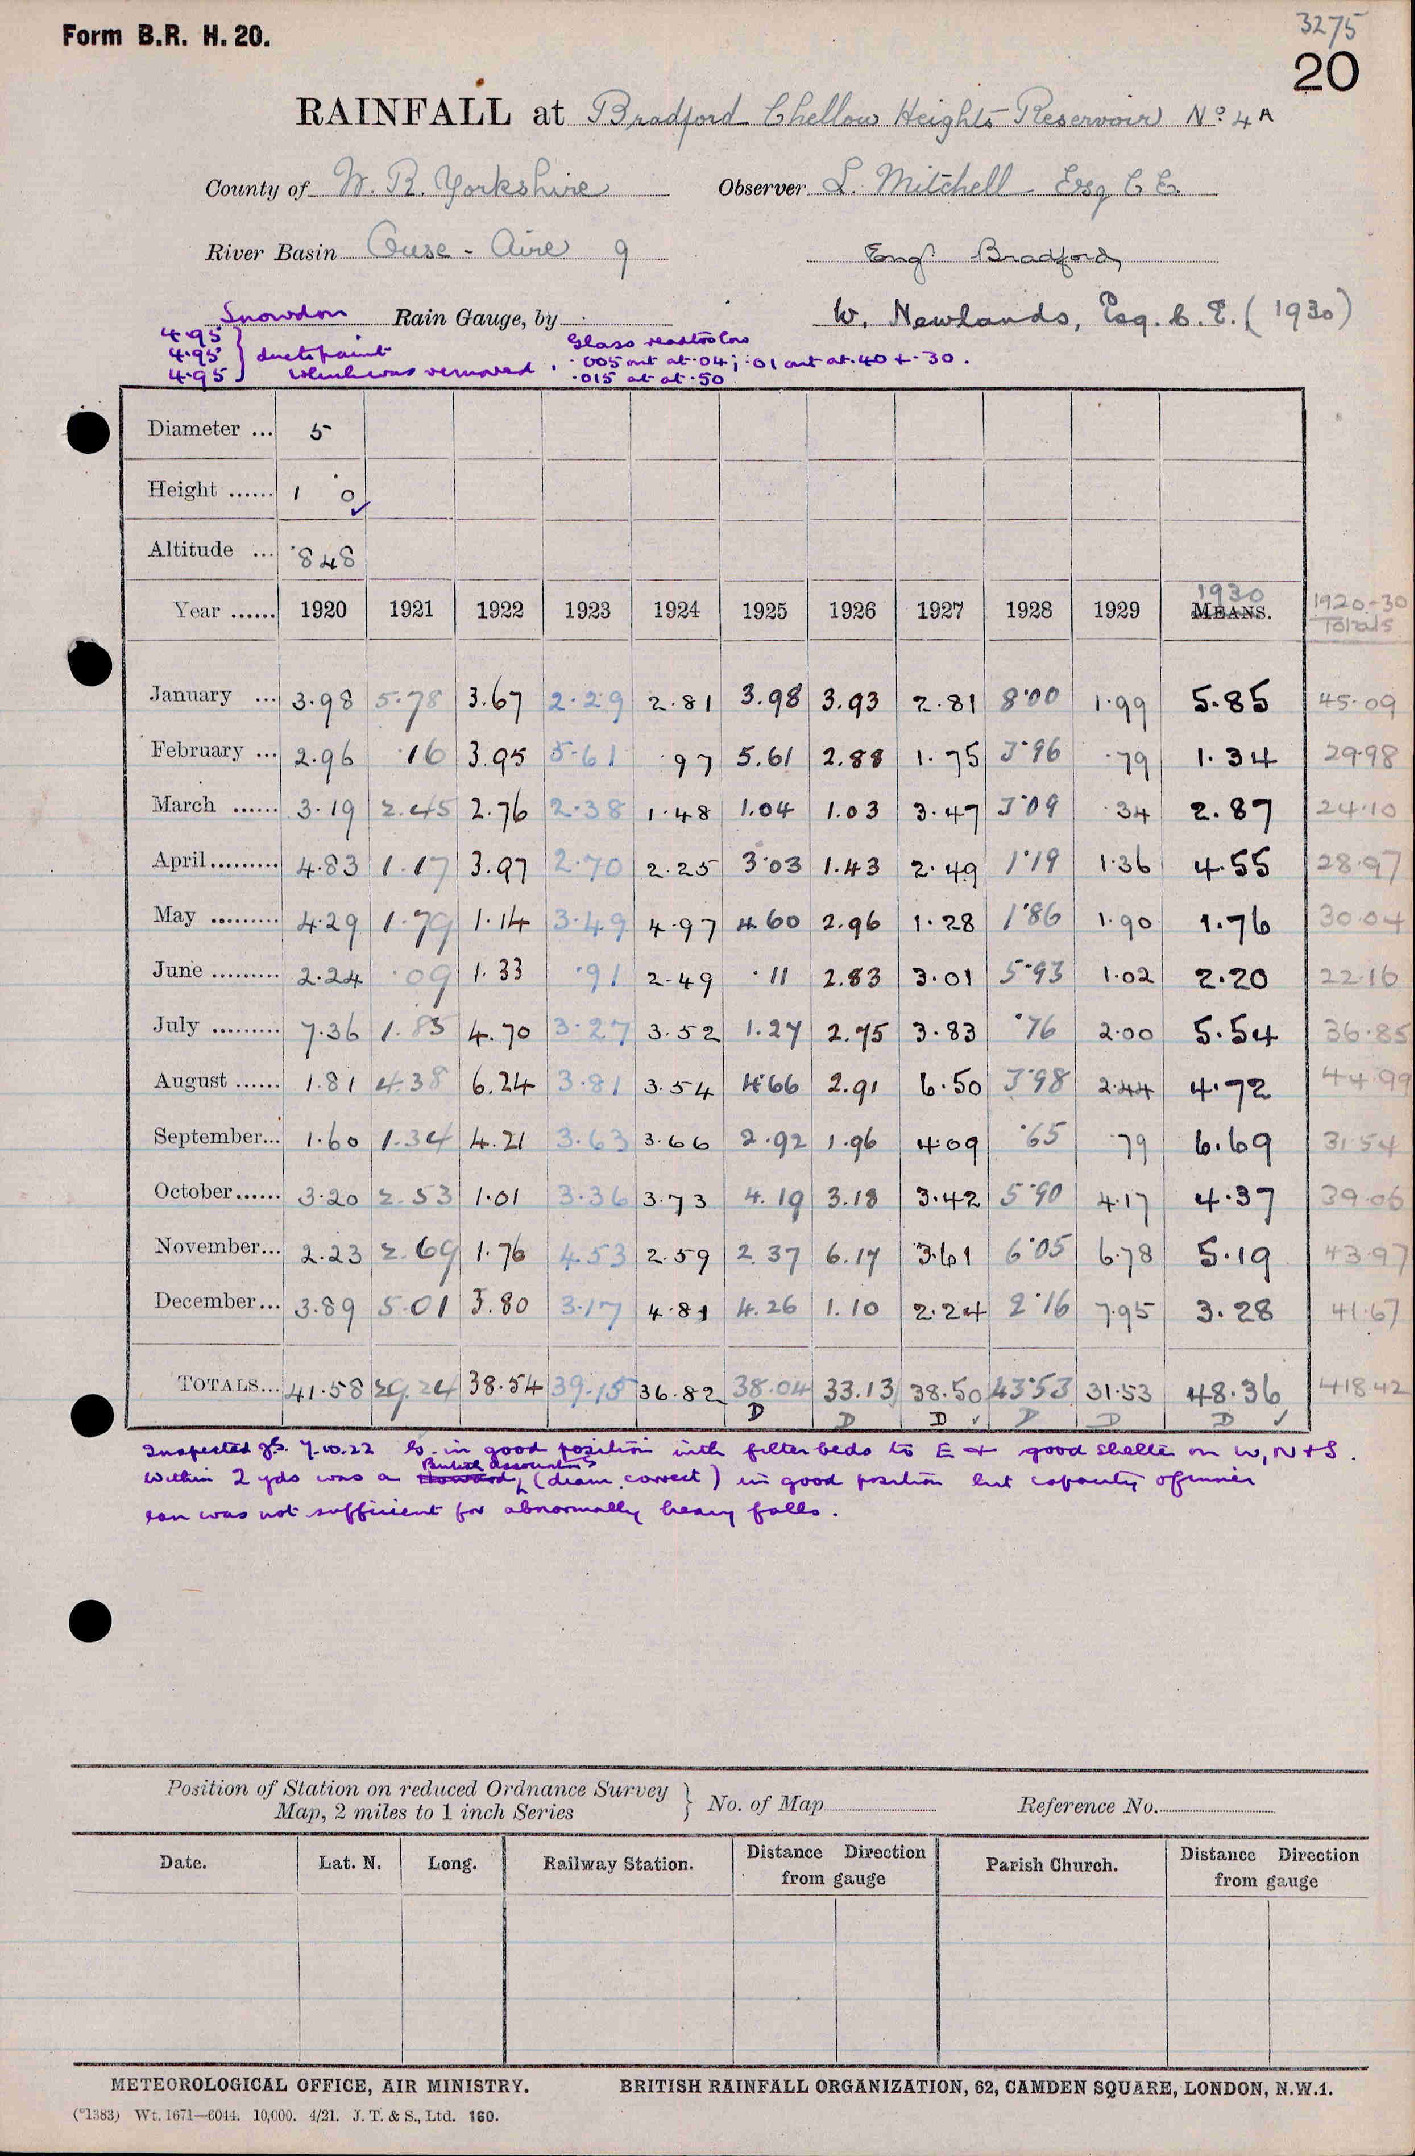 Form B.R. H. 20.
3275
20
RAINFALL at Bradford Chellow Heights Reservoir No. 4A
County of W. R. Yorkshire Observer L. Mitchell Esq C E.
River Basin Ouse - Aire 9 Engr Bradford
Snowdon Rain Gauge, by W. Newlands, Esq. C. E. (1930)
4.95
4.95 } due to paint
4.95 which was removed.
Glass read too low
.005 out at .04; .01 out at .40 + .30.
.015 at at .50
Diameter ... 5
Height ...... 1 0 ✓
Altitude ... 848
Year ...... 1920 1921 1922 1923 1924 1925 1926 1927 1928 1929 1930 MEANS. 1920-30 Totals
January ... 3.98 5.78 3.67 2.29 2.81 3.98 3.93 2.81 8.00 1.99 5.85 45.09
February ... 2.96 .16 3.95 5.61 .97 5.61 2.88 1.75 3.96 .79 1.34 29.98
March ...... 3.19 2.45 2.76 2.38 1.48 1.04 1.03 3.47 3.09 .34 2.87 24.10
April......... 4.83 1.17 3.97 2.70 2.25 3.03 1.43 2.49 1.19 1.36 4.55 28.97
May ......... 4.29 1.79 1.14 3.49 4.97 4.60 2.96 1.28 1.86 1.90 1.76 30.04
June ......... 2.24 .09 1.33 .91 2.49 .11 2.83 3.01 5.93 1.02 2.20 22.16
July ......... 7.36 1.85 4.70 3.27 3.52 1.27 2.75 3.83 .76 2.00 5.54 36.85
August ...... 1.81 4.38 6.24 3.81 3.54 4.66 2.91 6.50 3.98 2.44 4.72 44.99
September... 1.60 1.34 4.21 3.63 3.66 2.92 1.96 4.09 .65 .79 6.69 31.54
October...... 3.20 2.53 1.01 3.36 3.73 4.19 3.18 3.42 5.90 4.17 4.37 39.06
November... 2.23 2.69 1.76 4.53 2.59 2.37 6.17 3.61 6.05 6.78 5.19 43.97
December... 3.89 5.01 3.80 3.17 4.81 4.26 1.10 2.24 2.16 7.95 3.28 41.67
TOTALS... 41.58 29.24 38.54 39.15 36.82 38.04 33.13 38.50 43.53 31.53 48.36 418.42
D D D ✓ D D D ✓
Inspected 7.10.22 G. in good position with filter beds to E + good shelter on W, N + S.
British Association
Within 2 yds was a Howard, (diam. correct) in good position but capacity of inner
can was not sufficient for abnormally heavy falls.
Position of Station on reduced Ordnance Survey
Map, 2 miles to 1 inch Series } No. of Map Reference No.
Date. Lat. N. Long. Railway Station. Distance Direction from gauge Parish Church. Distance Direction from gauge
METEOROLOGICAL OFFICE, AIR MINISTRY. BRITISH RAINFALL ORGANIZATION, 62, CAMDEN SQUARE, LONDON, N.W.1.
(*1383) Wt. 1671—6044. 10,000. 4/21. J. T. & S., Ltd. 160.